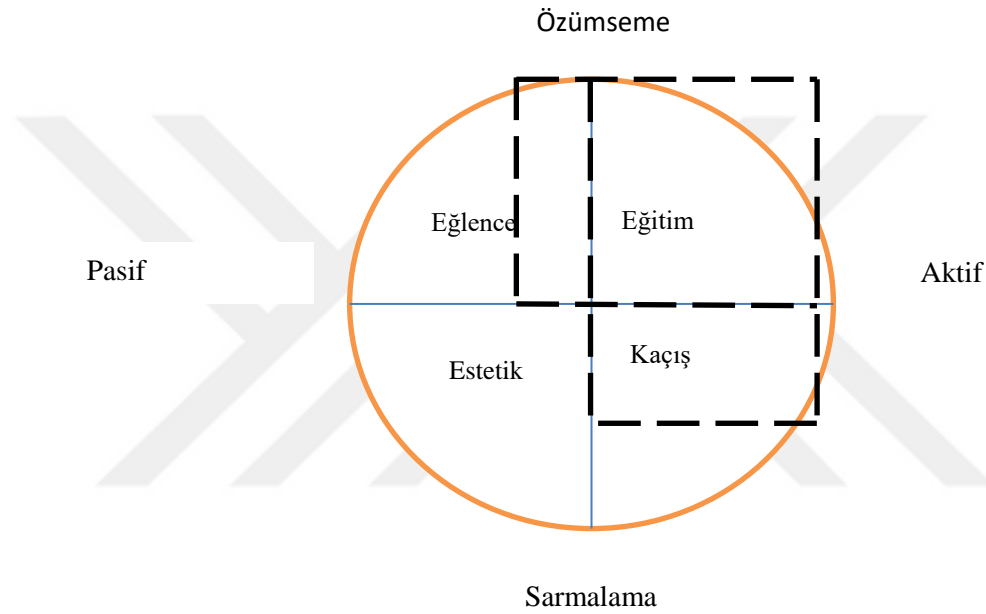 Özümseme
Eğlence
Eğitim
Pasif
Aktif
Estetik
Kaçış
Sarmalama